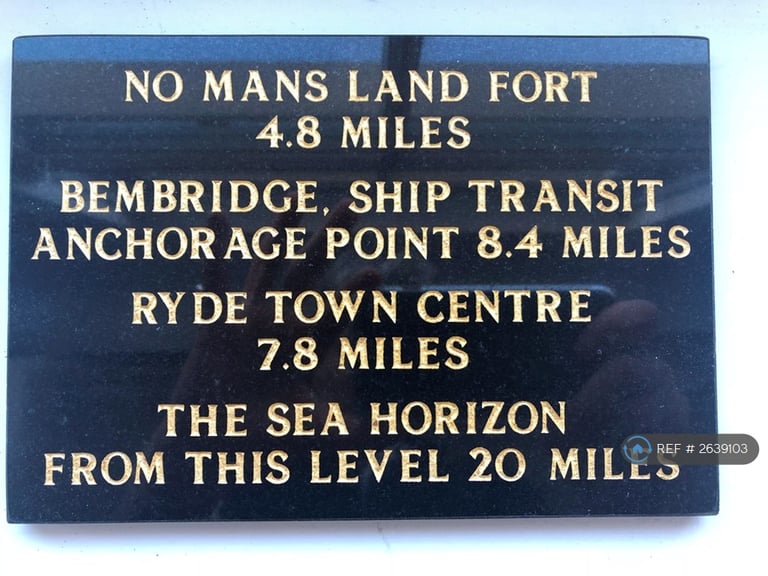 NO MANS LAND FORT
4.8 MILES
BEMBRIDGE, SHIP TRANSIT
ANCHORAGE POINT 8.4 MILES
RYDE TOWN CENTRE
7.8 MILES
THE SEA HORIZON
FROM THIS LEVEL 20 MILES
REF # 2639103